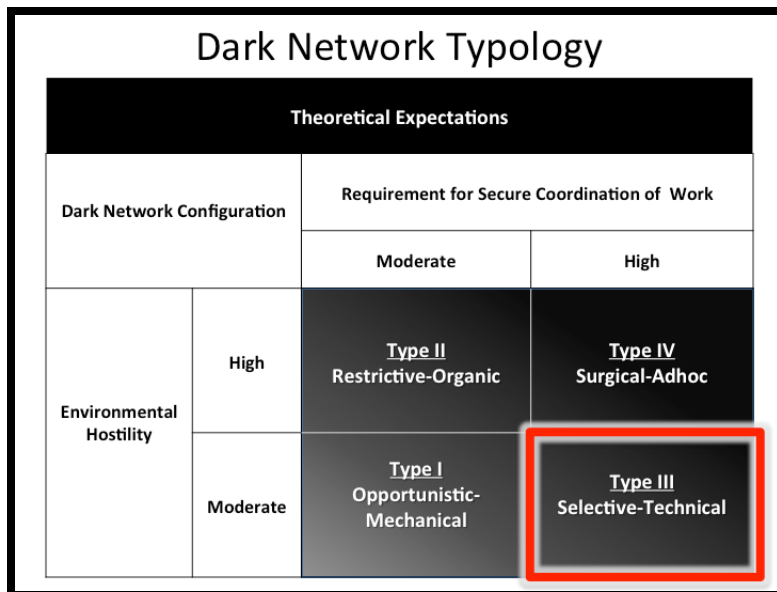 Dark Network Typology
Theoretical Expectations
Dark Network Configuration
Requirement for Secure Coordination of Work
Moderate
High
Environmental
Hostility
High
Type II
Restrictive-Organic
Type IV
Surgical-Adhoc
Moderate
Type I
Opportunistic-
Mechanical
Type III
Selective-Technical